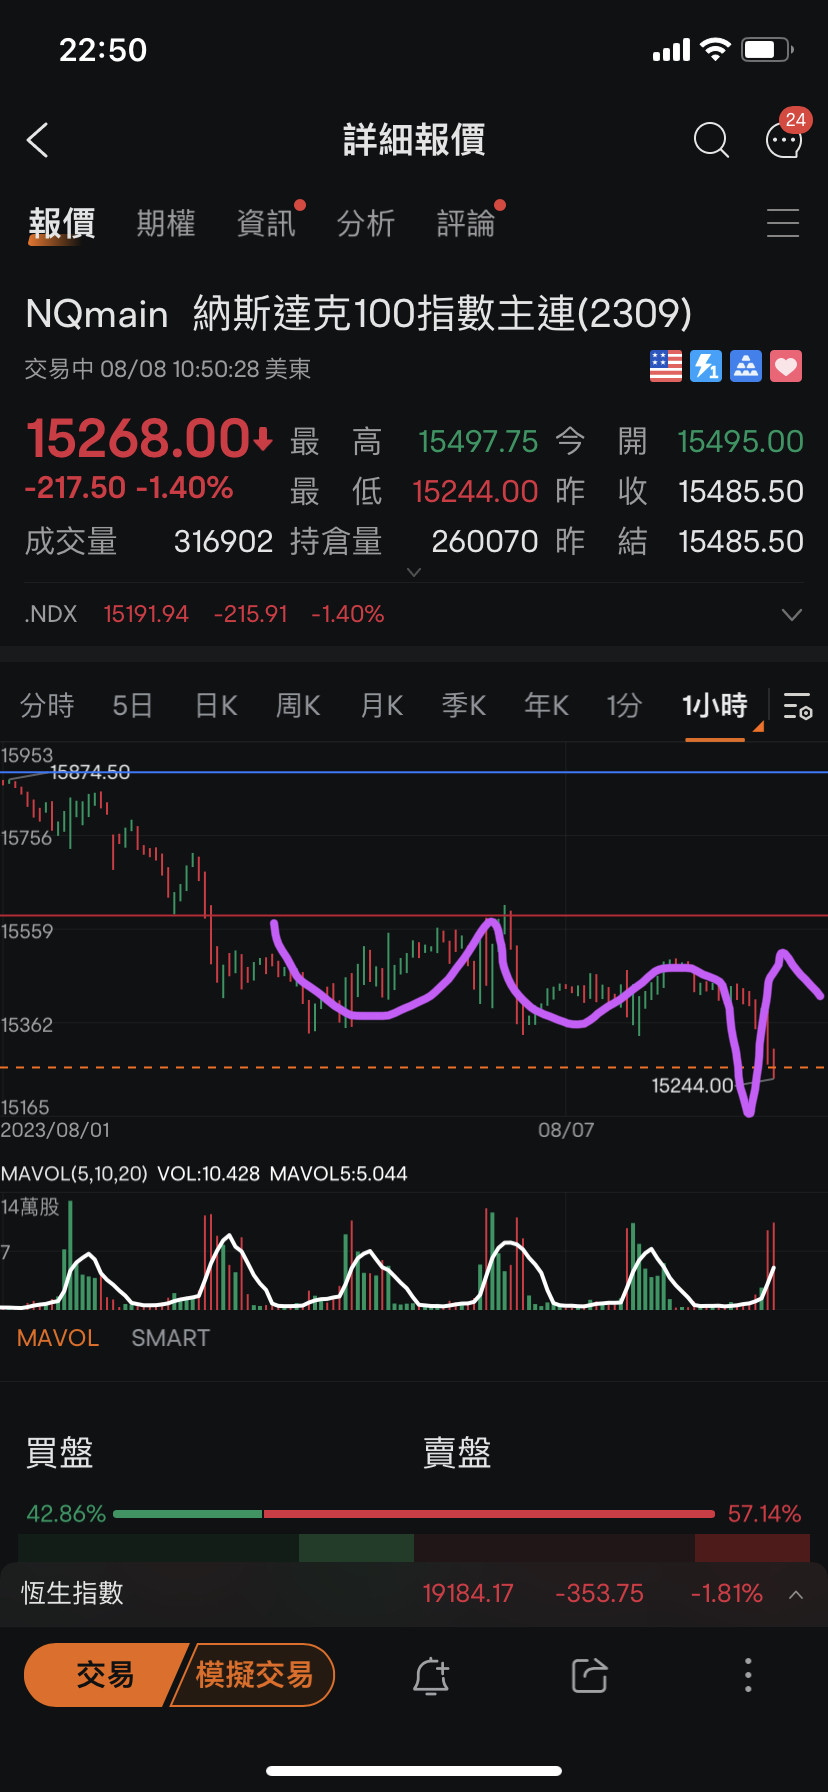 22:50
詳細報價
24
報價 期權 資訊 分析 評論
NQmain 納斯達克100指數主連(2309)
交易中 08/08 10:50:28 美東
15268.00 最高 15497.75 今開 15495.00
-217.50 -1.40% 最低 15244.00 昨收 15485.50
成交量 316902 持倉量 260070 昨結 15485.50
.NDX 15191.94 -215.91 -1.40%
分時 5日 日K 周K 月K 季K 年K 1分 1小時
15953
15874.50
15756
15559
15362
15244.00
15165
2023/08/01 08/07
MAVOL(5,10,20) VOL:10.428 MAVOL5:5.044
14萬股
7
MAVOL SMART
買盤 賣盤
42.86% 57.14%
恆生指數 19184.17 -353.75 -1.81%
交易 模擬交易